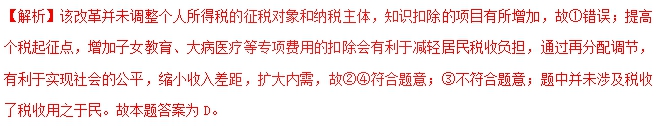 【解析】该改革并未调整个人所得税的征税对象和纳税主体，知识扣除的项目有所增加，故①错误；提高
个税起征点，增加子女教育、大病医疗等专项费用的扣除会有利于减轻居民税收负担，通过再分配调节，
有利于实现社会的公平，缩小收入差距，扩大内需，故②④符合题意；③不符合题意；题中并未涉及税收
了税收用之于民。故本题答案为 D。